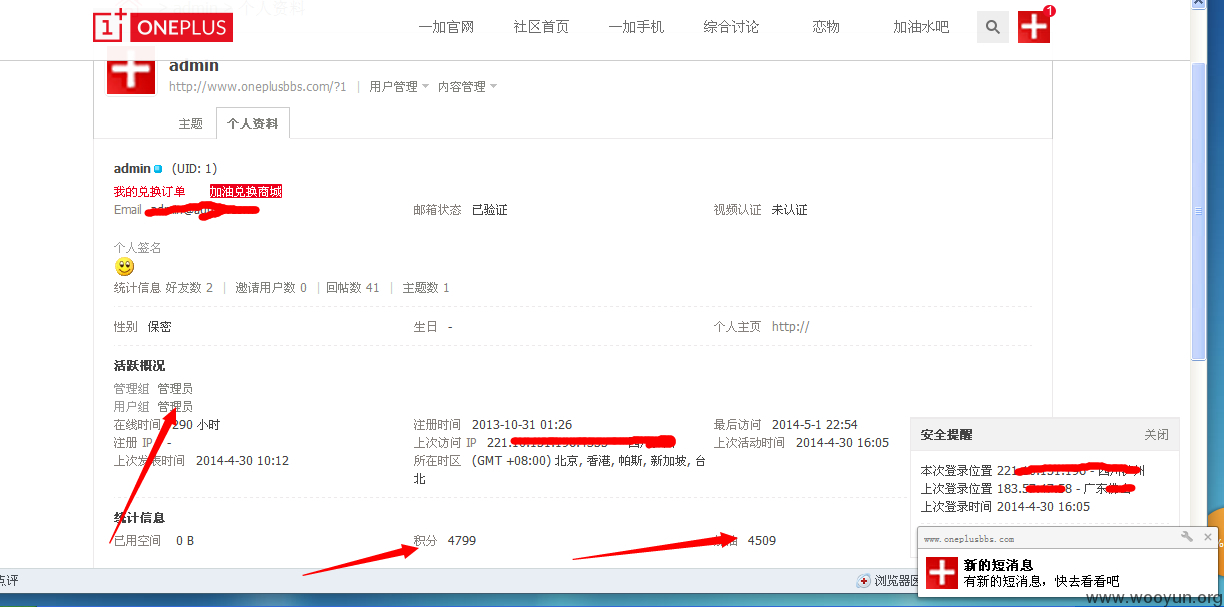 ONEPLUS 一加官网 社区首页 一加手机 综合讨论 恋物 加油水吧 1
admin
http://www.oneplusbbs.com/?1 | 用户管理 内容管理
主题 个人资料
admin (UID: 1)
我的兑换订单 加油兑换商城
Email 邮箱状态 已验证 视频认证 未认证
个人签名
统计信息 好友数 2 | 邀请用户数 0 | 回帖数 41 | 主题数 1
性别 保密 生日 - 个人主页 http://
活跃概况
管理组 管理员
用户组 管理员
在线时间 290 小时 注册时间 2013-10-31 01:26 最后访问 2014-5-1 22:54
注册 IP - 上次访问 IP 221. 上次活动时间 2014-4-30 16:05
上次发表时间 2014-4-30 10:12 所在时区 (GMT +08:00) 北京, 香港, 帕斯, 新加坡, 台
北
统计信息
已用空间 0 B 积分 4799 4509
安全提醒 关闭
本次登录位置 221.
上次登录位置 183. - 广东
上次登录时间 2014-4-30 16:05
www.oneplusbbs.com
新的短消息
有新的短消息，快去看看吧
点评 浏览器医
www.wooyun.org